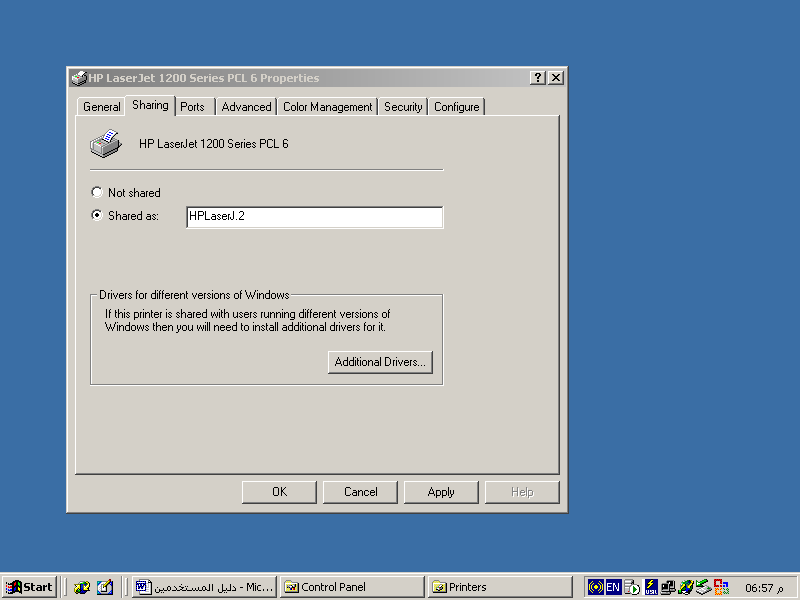 HP LaserJet 1200 Series PCL 6 Properties
General Sharing Ports Advanced Color Management Security Configure
HP LaserJet 1200 Series PCL 6
Not shared
Shared as: HPLaserJ.2
Drivers for different versions of Windows
If this printer is shared with users running different versions of
Windows then you will need to install additional drivers for it.
Additional Drivers...
OK Cancel Apply Help
Start دليل المستخدمين - Mic... Control Panel Printers EN 06:57 م